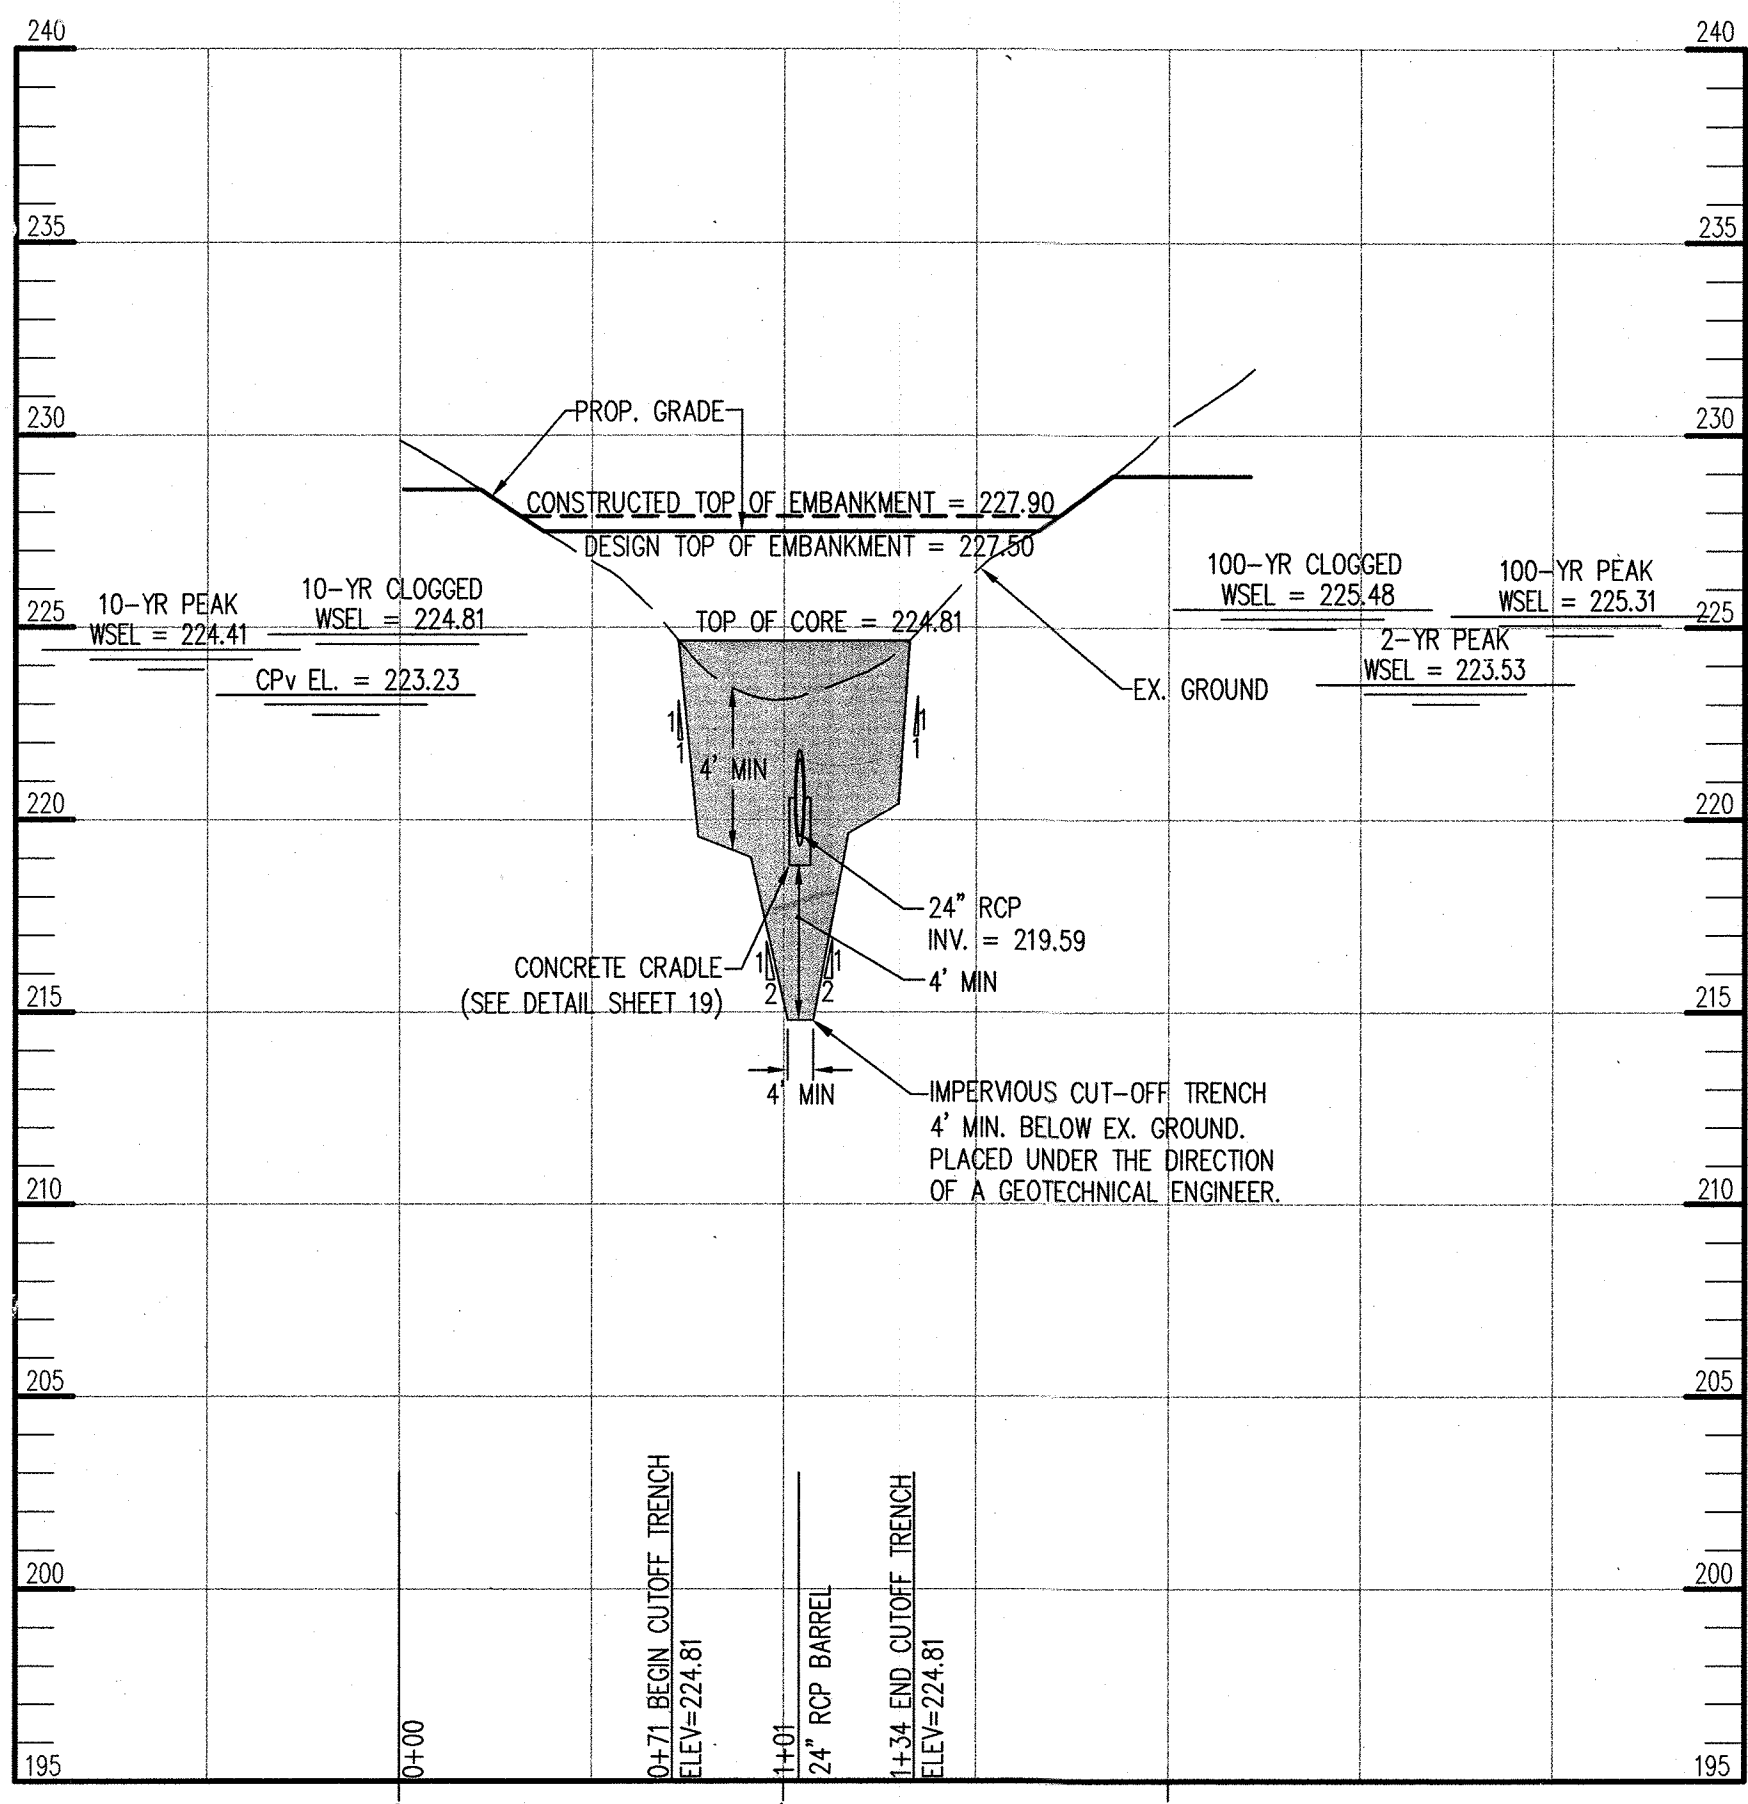 240
240
235
235
230
230
PROP. GRADE
CONSTRUCTED TOP OF EMBANKMENT = 227.90
DESIGN TOP OF EMBANKMENT = 227.50
10-YR PEAK
WSEL = 224.41
10-YR CLOGGED
WSEL = 224.81
100-YR CLOGGED
WSEL = 225.48
100-YR PEAK
WSEL = 225.31
225
225
TOP OF CORE = 224.81
2-YR PEAK
WSEL = 223.53
CPv EL. = 223.23
EX. GROUND
1
1
1
1
4' MIN
220
220
24" RCP
INV. = 219.59
4' MIN
CONCRETE CRADLE
(SEE DETAIL SHEET 19)
1
2
1
2
215
215
4' MIN
IMPERVIOUS CUT-OFF TRENCH
4' MIN. BELOW EX. GROUND.
PLACED UNDER THE DIRECTION
OF A GEOTECHNICAL ENGINEER.
210
210
205
205
200
200
195
195
0+00
0+71 BEGIN CUTOFF TRENCH
ELEV=224.81
1+01
24" RCP BARREL
1+34 END CUTOFF TRENCH
ELEV=224.81